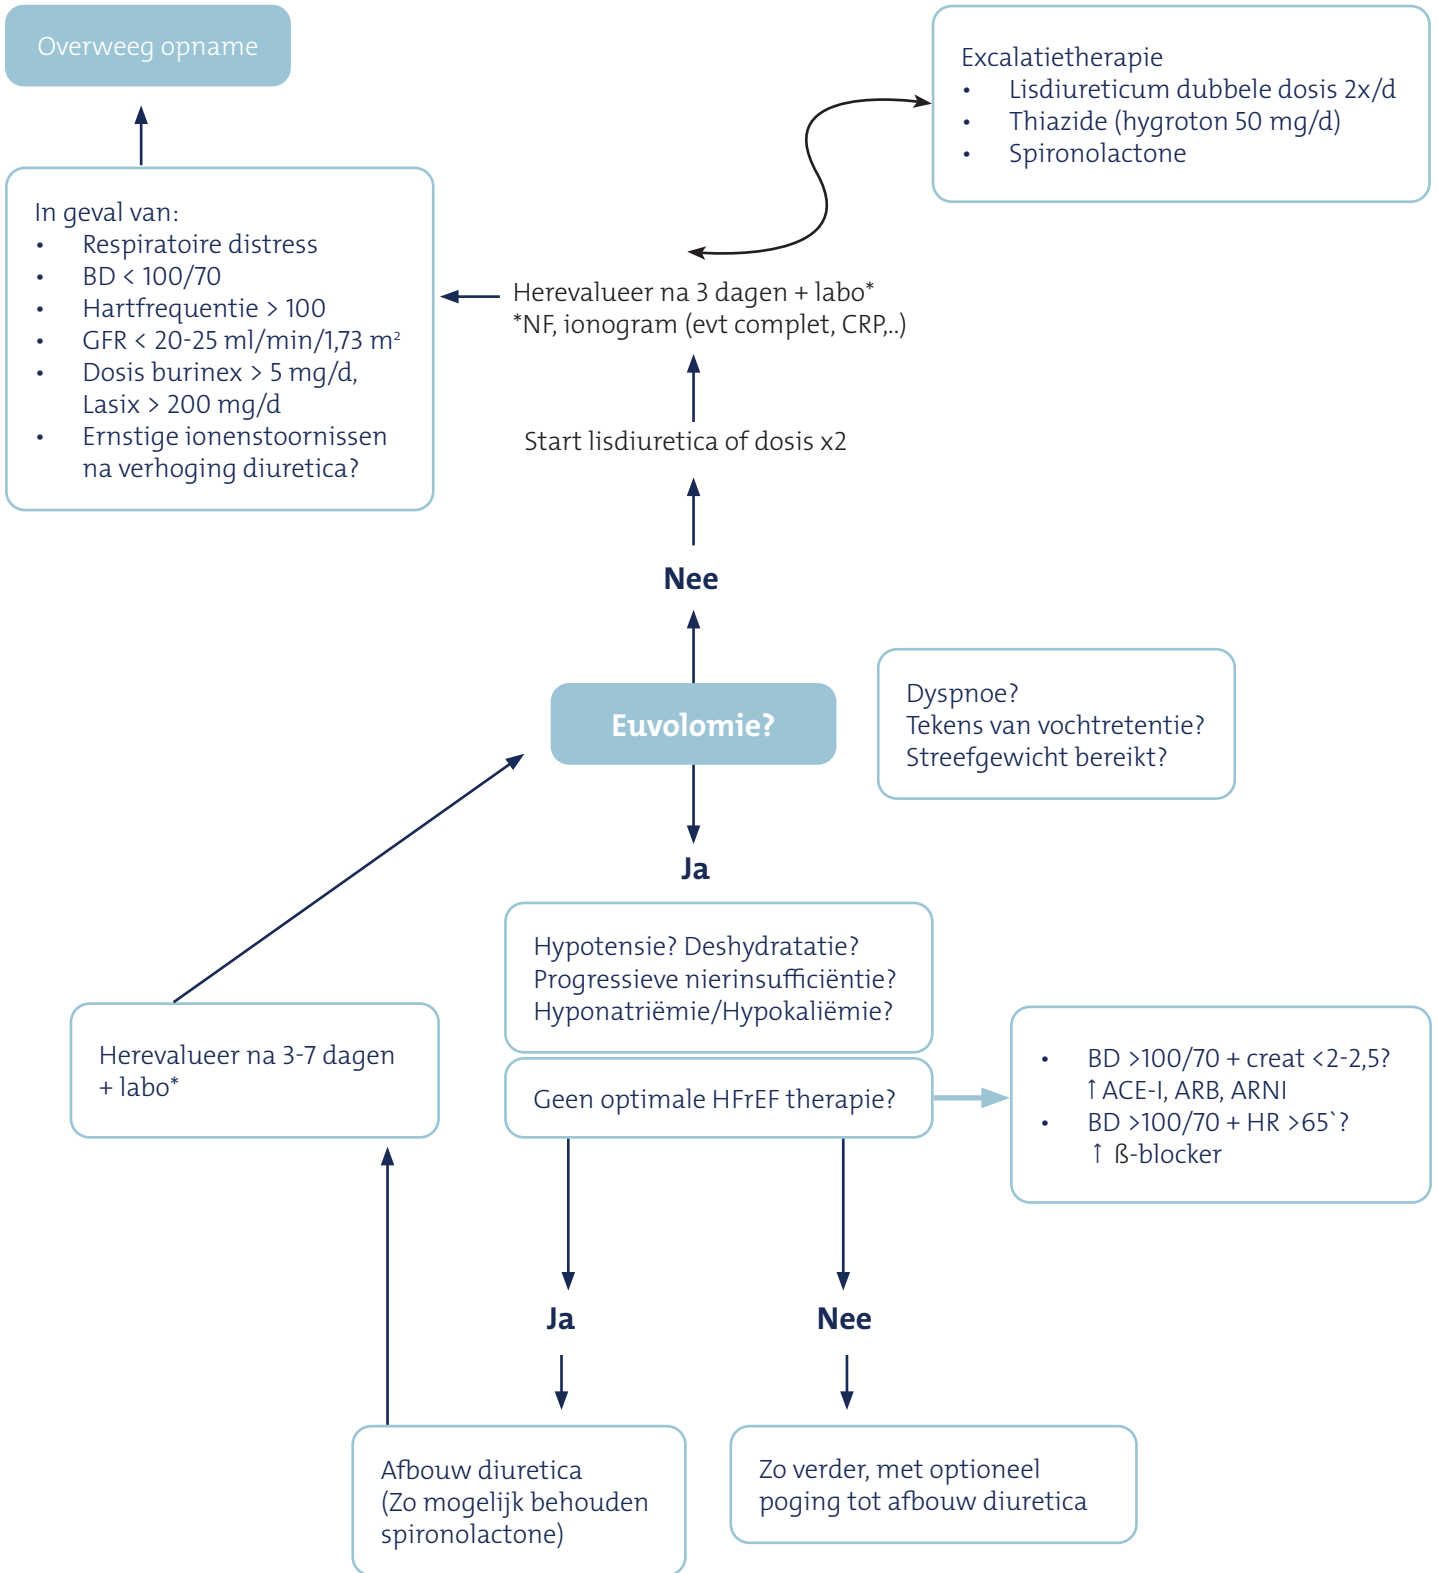 Overweeg opname
Excalatietherapie
• Lisdiureticum dubbele dosis 2x/d
• Thiazide (hygroton 50 mg/d)
• Spironolactone
In geval van:
• Respiratoire distress
• BD < 100/70
• Hartfrequentie > 100
• GFR < 20-25 ml/min/1,73 m²
• Dosis burinex > 5 mg/d,
Lasix > 200 mg/d
• Ernstige ionenstoornissen
na verhoging diuretica?
Herevalueer na 3 dagen + labo*
*NF, ionogram (evt complet, CRP,..)
Start lisdiuretica of dosis x2
Nee
Euvolomie?
Dyspnoe?
Tekens van vochtretentie?
Streefgewicht bereikt?
Ja
Hypotensie? Deshydratatie?
Progressieve nierinsufficiëntie?
Hyponatriëmie/Hypokaliëmie?
Herevalueer na 3-7 dagen
+ labo*
Geen optimale HFrEF therapie?
• BD >100/70 + creat <2-2,5?
↑ ACE-I, ARB, ARNI
• BD >100/70 + HR >65`?
↑ ß-blocker
Ja
Nee
Afbouw diuretica
(Zo mogelijk behouden
spironolactone)
Zo verder, met optioneel
poging tot afbouw diuretica